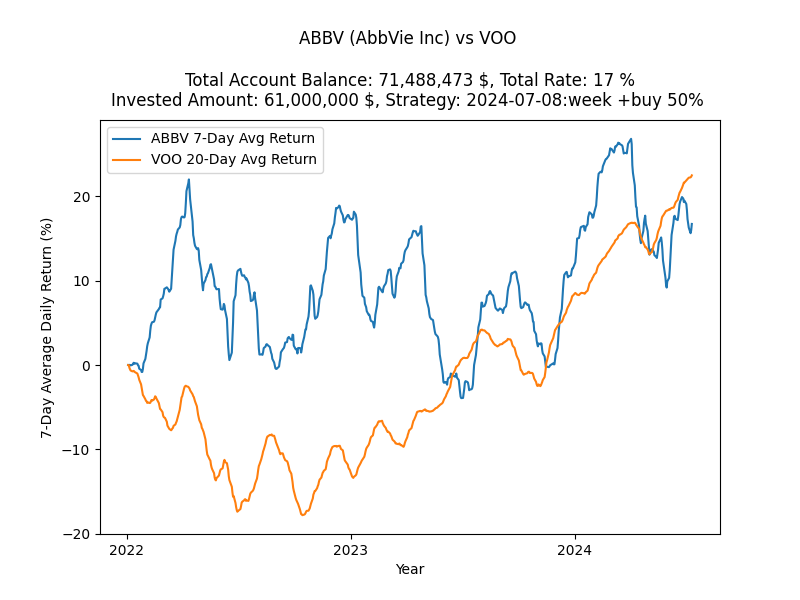 ABBV (AbbVie Inc) vs VOO
Total Account Balance: 71,488,473 $, Total Rate: 17 %
Invested Amount: 61,000,000 $, Strategy: 2024-07-08:week +buy 50%
ABBV 7-Day Avg Return
VOO 20-Day Avg Return
7-Day Average Daily Return (%)
20
10
0
−10
−20
2022
2023
2024
Year